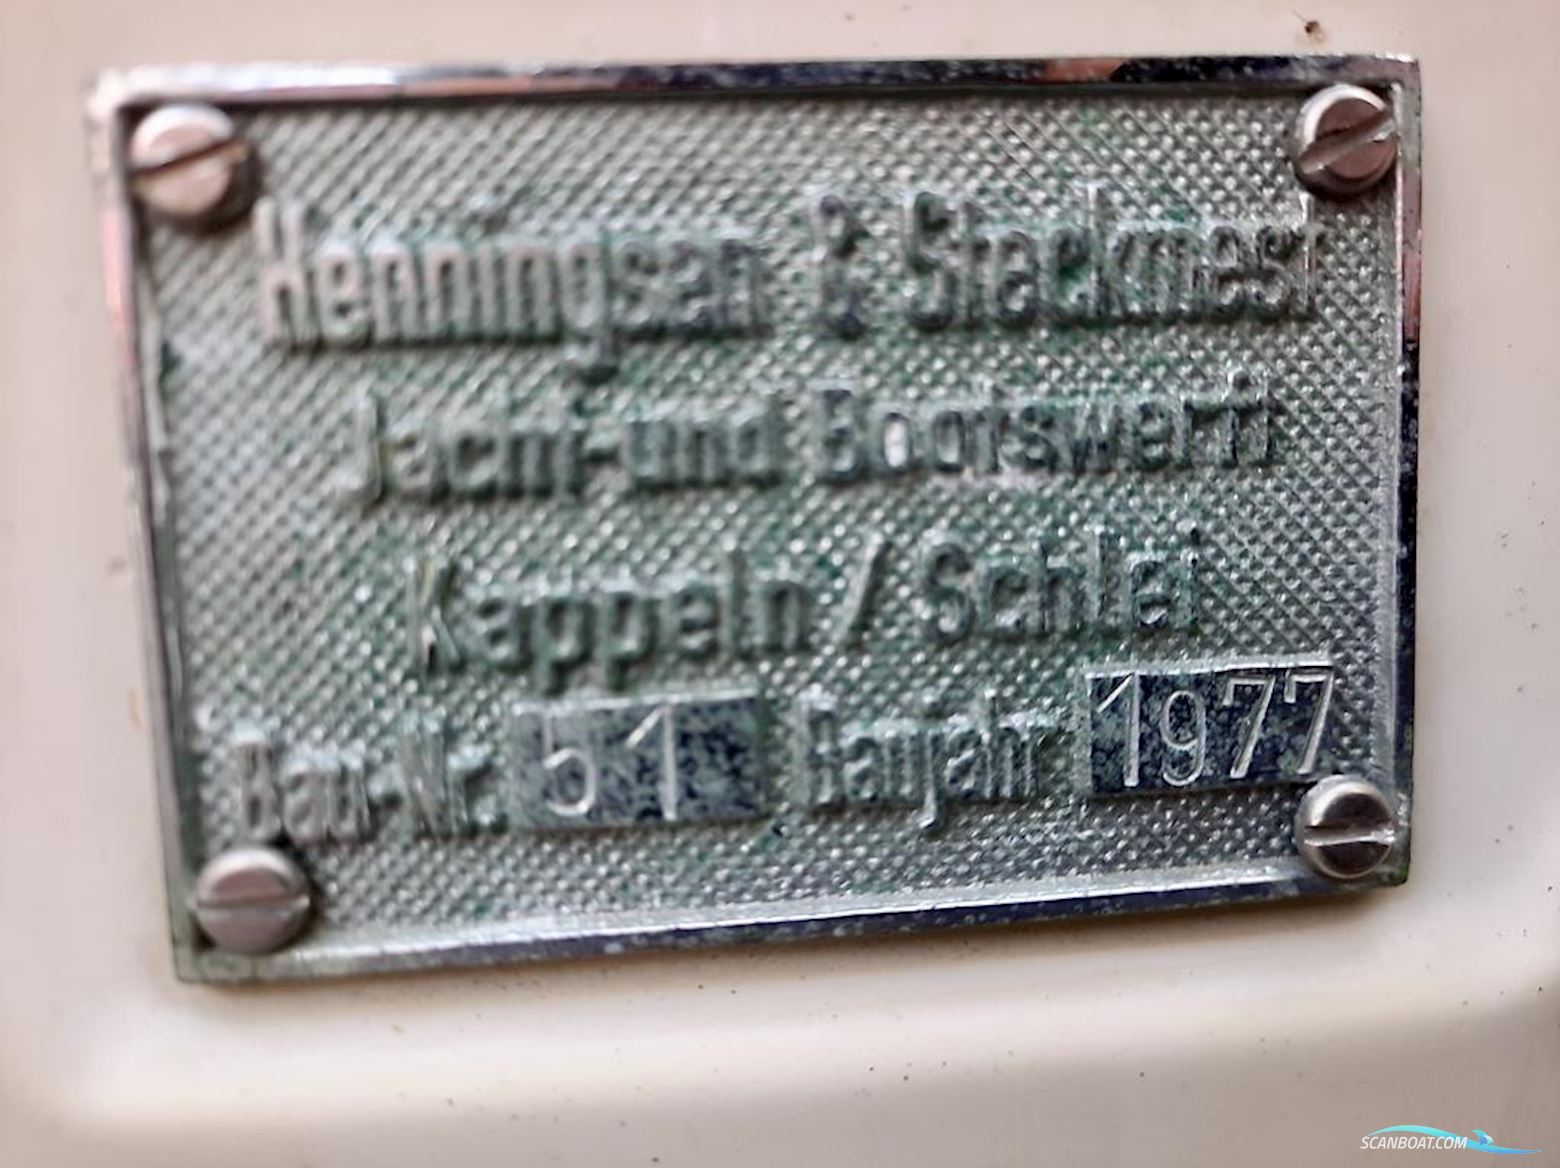 Henningsen & Steckmest
Jacht-und Bootswerft
Kappeln / Schlei
Bau-Nr. 51 Baujahr 1977
SCANBOAT.COM